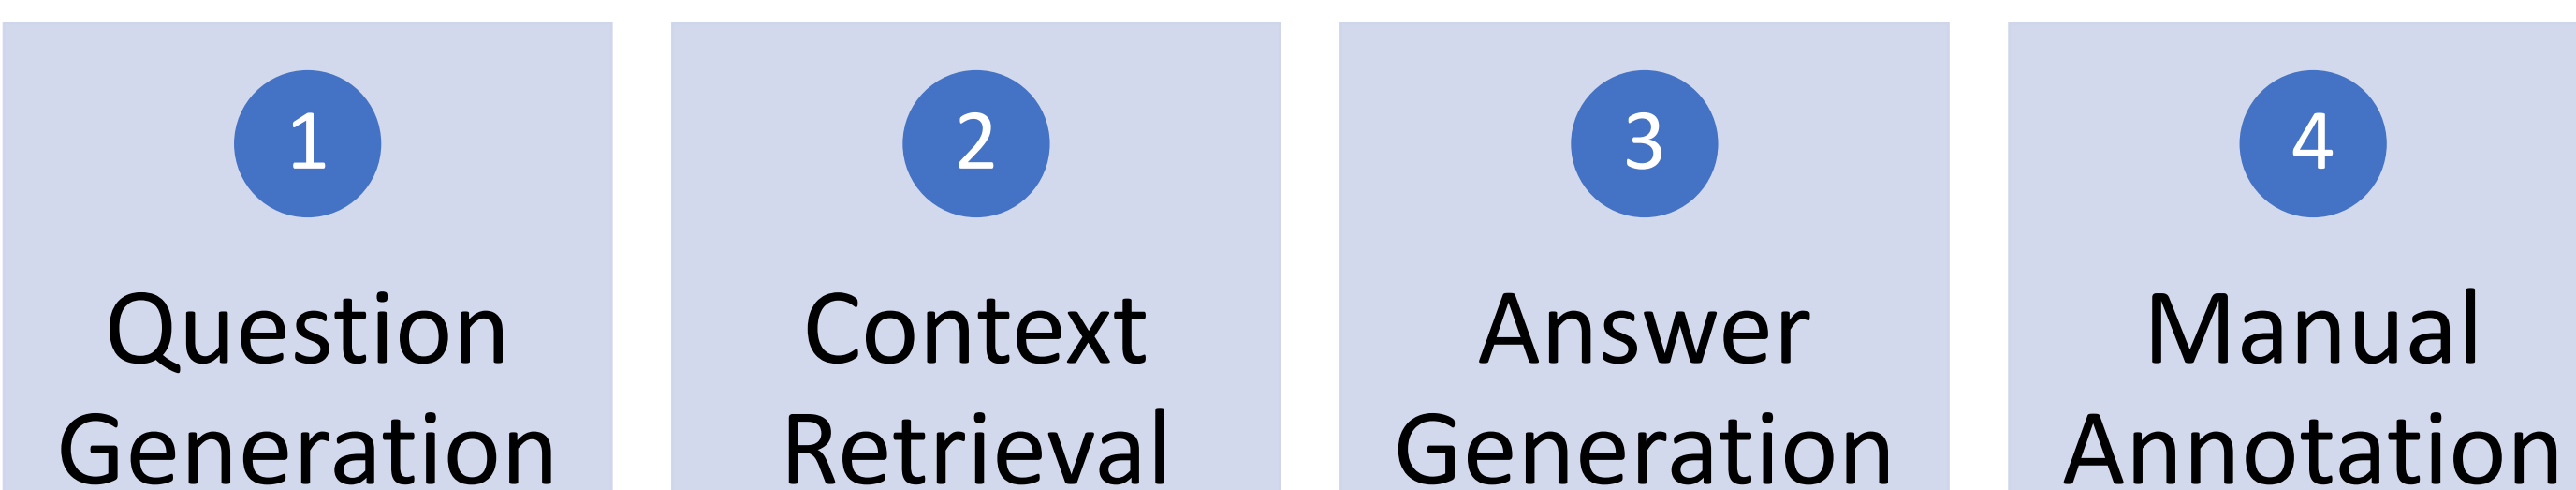 1
Question
Generation
2
Context
Retrieval
3
Answer
Generation
4
Manual
Annotation